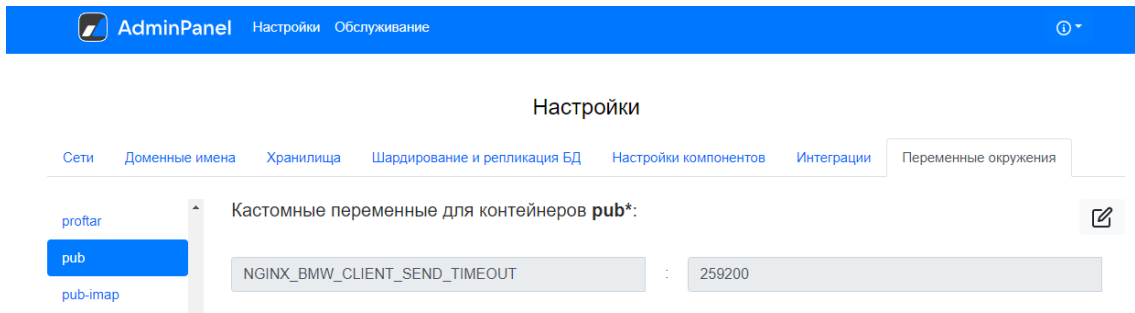 AdminPanel Настройки Обслуживание
Настройки
Сети Доменные имена Хранилища Шардирование и репликация БД Настройки компонентов Интеграции Переменные окружения
proftar
Кастомные переменные для контейнеров pub*:
pub
NGINX_BMW_CLIENT_SEND_TIMEOUT : 259200
pub-imap